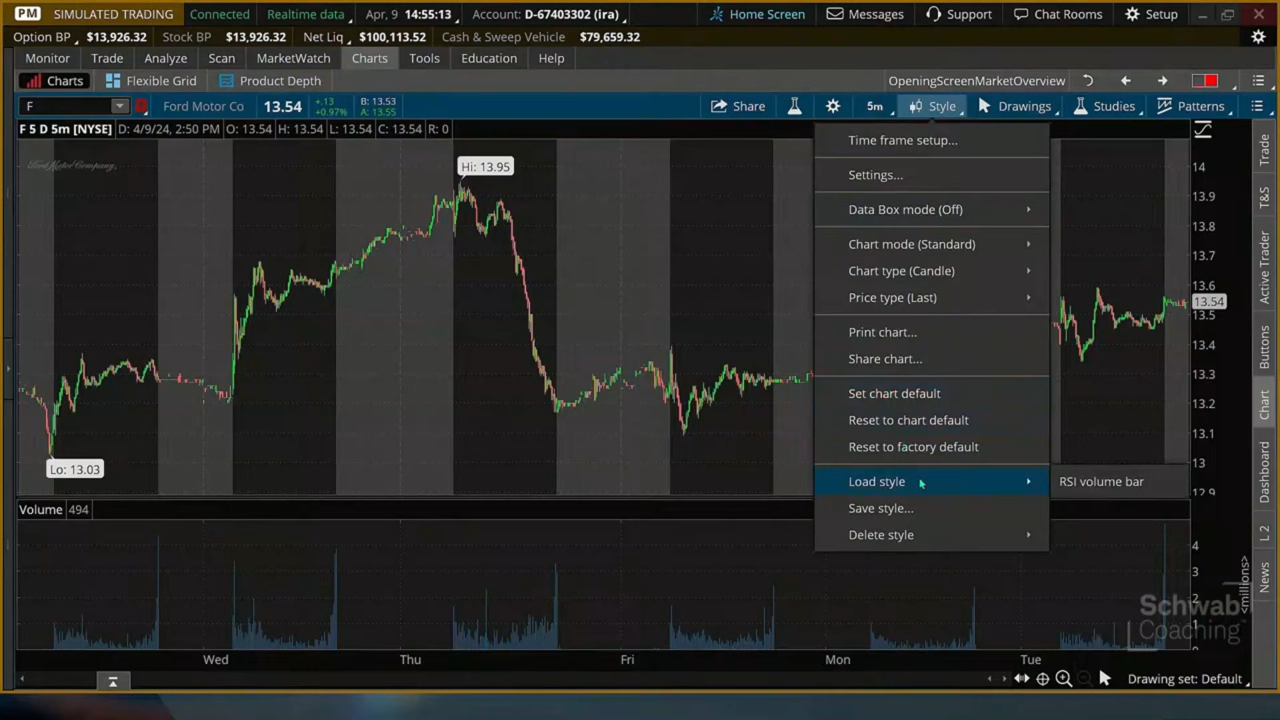 PM SIMULATED TRADING Connected Realtime data Apr, 9 14:55:13 Account: D-67403302 (ira) Home Screen Messages Support Chat Rooms Setup
Option BP $13,926.32 Stock BP $13,926.32 Net Liq $100,113.52 Cash & Sweep Vehicle $79,659.32
Monitor Trade Analyze Scan MarketWatch Charts Tools Education Help
Charts Flexible Grid Product Depth OpeningScreenMarketOverview
F Ford Motor Co 13.54 +.13 B: 13.53 Share 5m Style Drawings Studies Patterns
+0.97% A: 13.55
F 5 D 5m [NYSE] D: 4/9/24, 2:50 PM O: 13.54 H: 13.54 L: 13.54 C: 13.54 R: 0
Ford Motor Company,
Hi: 13.95
Lo: 13.03
Time frame setup...
Settings...
Data Box mode (Off)
Chart mode (Standard)
Chart type (Candle)
Price type (Last)
Print chart...
Share chart...
Set chart default
Reset to chart default
Reset to factory default
Load style RSI volume bar
Save style...
Delete style
14
13.9
13.8
13.7
13.6
13.54
13.5
13.4
13.3
13.2
13.1
13
12.9
Volume 494
4
3
2
1
0
<millions>
Wed Thu Fri Mon Tue
Trade
T&S
Active Trader
Buttons
Chart
Dashboard
L 2
News
Schwab
Coaching
Drawing set: Default